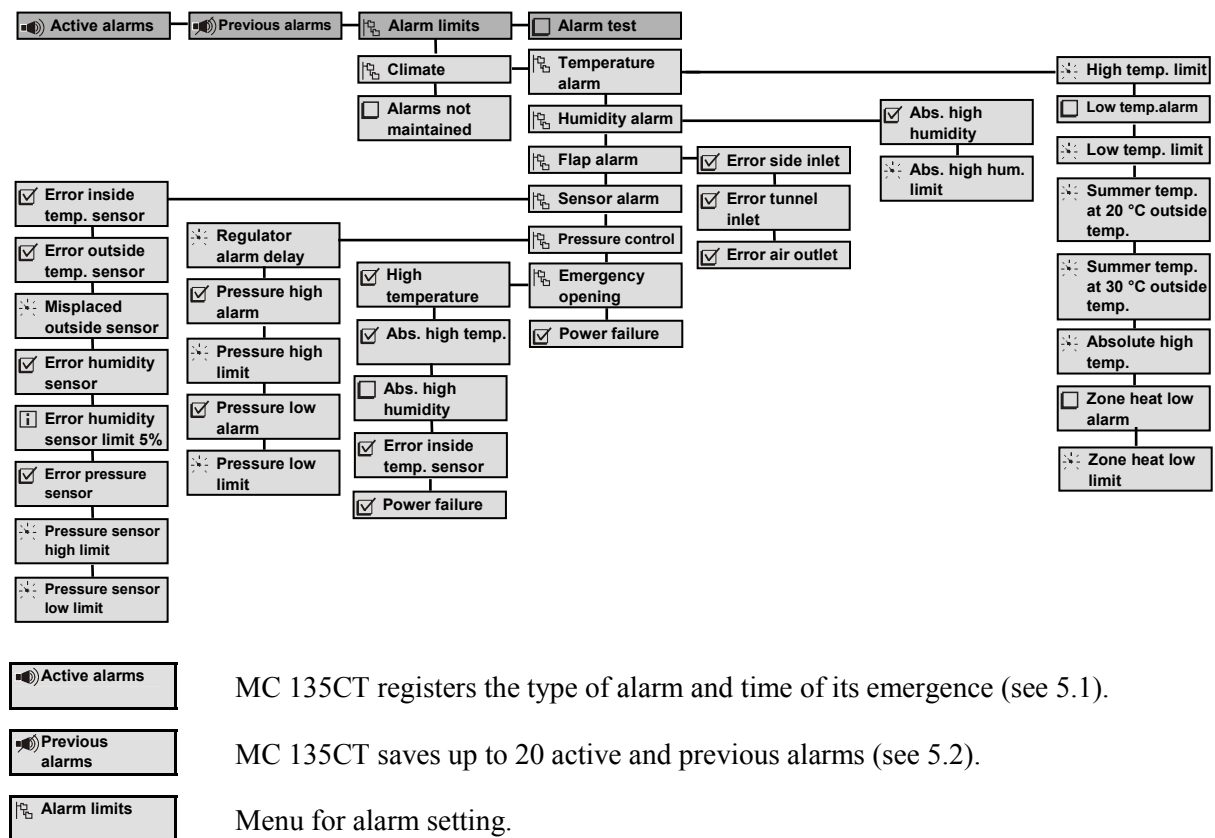 Active alarms
Previous alarms
Alarm limits
Alarm test
Climate
Alarms not
maintained
Temperature
alarm
Humidity alarm
Flap alarm
Sensor alarm
Pressure control
Emergency
opening
Power failure
High temp. limit
Low temp.alarm
Low temp. limit
Summer temp.
at 20 °C outside
temp.
Summer temp.
at 30 °C outside
temp.
Absolute high
temp.
Zone heat low
alarm
Zone heat low
limit
Abs. high
humidity
Abs. high hum.
limit
Error side inlet
Error tunnel
inlet
Error air outlet
Error inside
temp. sensor
Error outside
temp. sensor
Misplaced
outside sensor
Error humidity
sensor
i Error humidity
sensor limit 5%
Error pressure
sensor
Pressure sensor
high limit
Pressure sensor
low limit
Regulator
alarm delay
Pressure high
alarm
Pressure high
limit
Pressure low
alarm
Pressure low
limit
High
temperature
Abs. high temp.
Abs. high
humidity
Error inside
temp. sensor
Power failure
Active alarms
MC 135CT registers the type of alarm and time of its emergence (see 5.1).
Previous
alarms
MC 135CT saves up to 20 active and previous alarms (see 5.2).
Alarm limits
Menu for alarm setting.